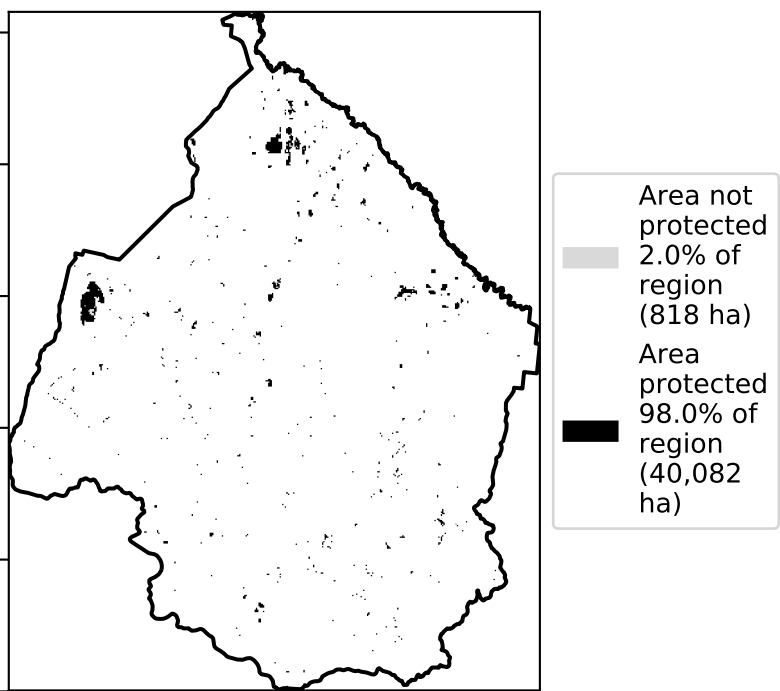 Area not
protected
2.0% of
region
(818 ha)
Area
protected
98.0% of
region
(40,082
ha)